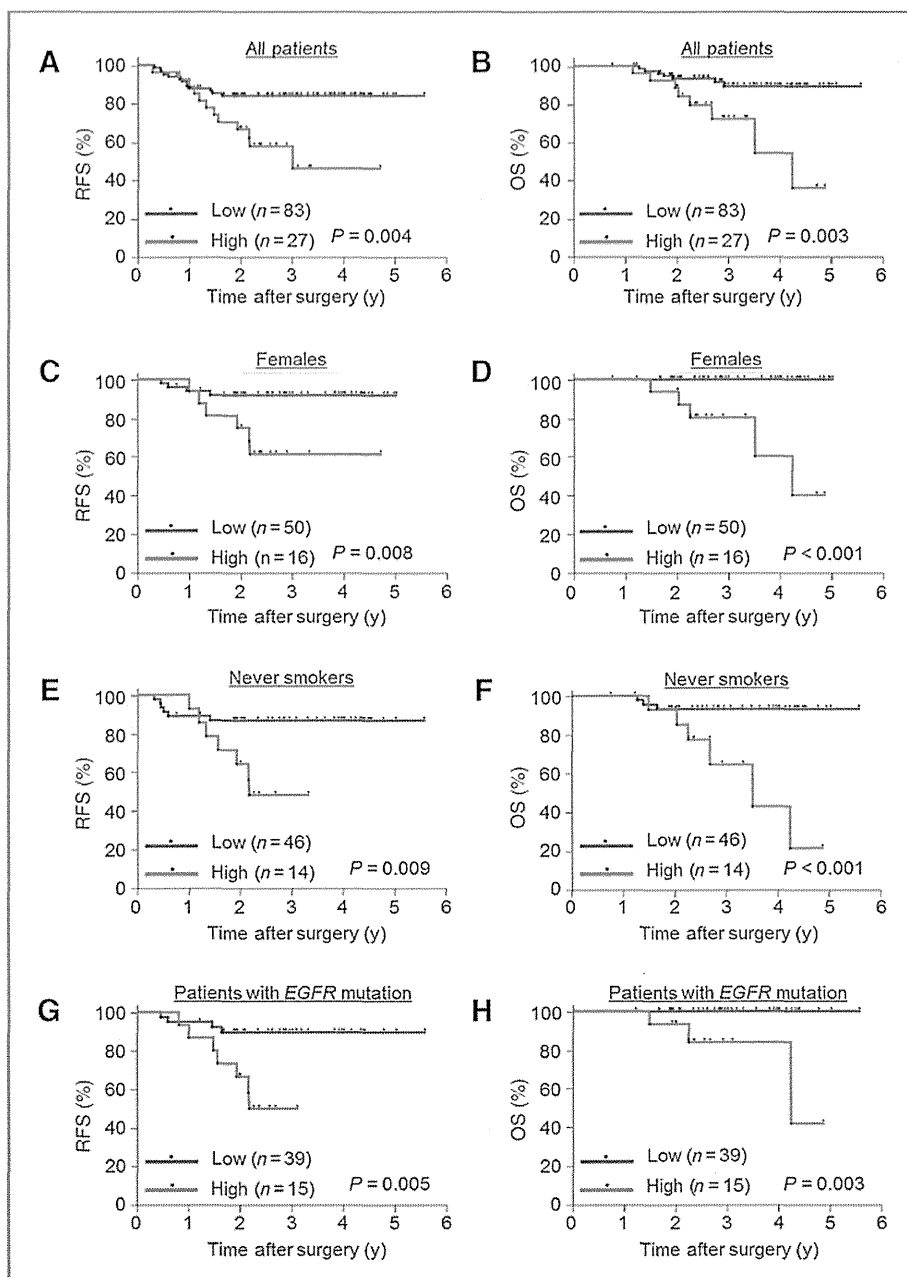 A
All patients
RFS (%)
100
80
60
40
20
0
Low (n = 83)
High (n = 27)
P = 0.004
0 1 2 3 4 5 6
Time after surgery (y)
B
All patients
OS (%)
100
80
60
40
20
0
Low (n = 83)
High (n = 27)
P = 0.003
0 1 2 3 4 5 6
Time after surgery (y)
C
Females
RFS (%)
100
80
60
40
20
0
Low (n = 50)
High (n = 16)
P = 0.008
0 1 2 3 4 5 6
Time after surgery (y)
D
Females
OS (%)
100
80
60
40
20
0
Low (n = 50)
High (n = 16)
P < 0.001
0 1 2 3 4 5 6
Time after surgery (y)
E
Never smokers
RFS (%)
100
80
60
40
20
0
Low (n = 46)
High (n = 14)
P = 0.009
0 1 2 3 4 5 6
Time after surgery (y)
F
Never smokers
OS (%)
100
80
60
40
20
0
Low (n = 46)
High (n = 14)
P < 0.001
0 1 2 3 4 5 6
Time after surgery (y)
G
Patients with EGFR mutation
RFS (%)
100
80
60
40
20
0
Low (n = 39)
High (n = 15)
P = 0.005
0 1 2 3 4 5 6
Time after surgery (y)
H
Patients with EGFR mutation
OS (%)
100
80
60
40
20
0
Low (n = 39)
High (n = 15)
P = 0.003
0 1 2 3 4 5 6
Time after surgery (y)